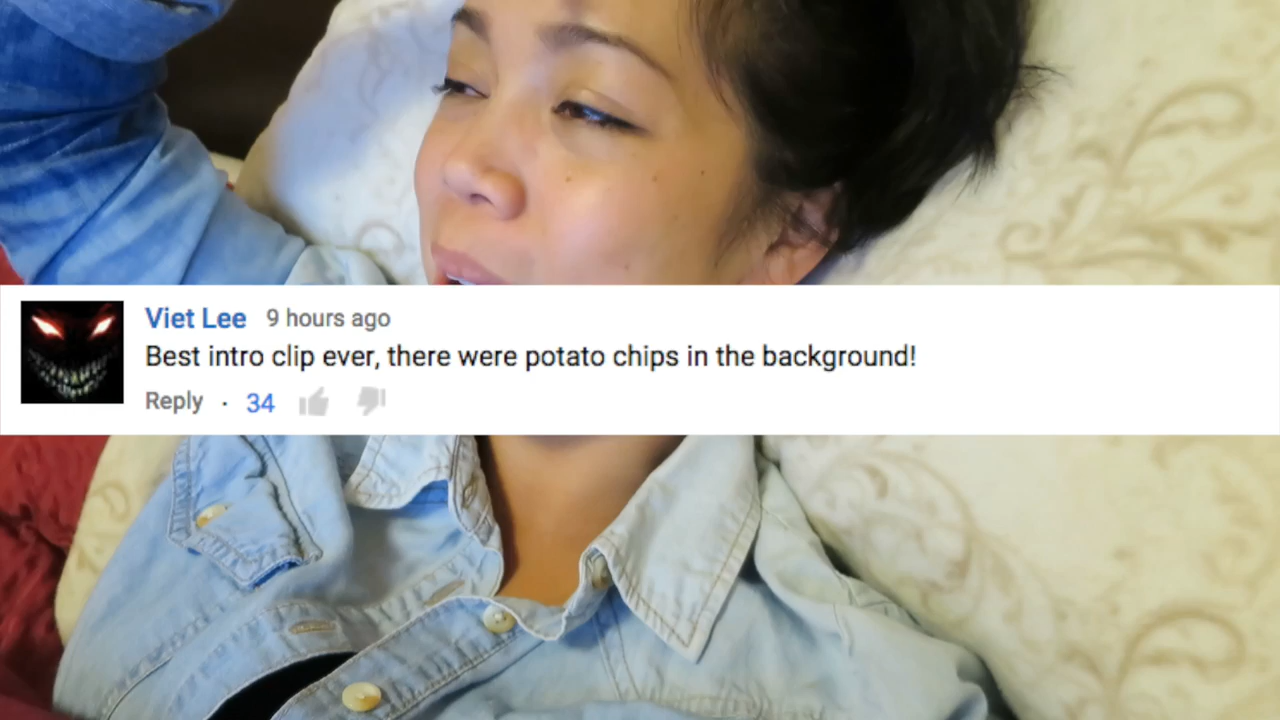 Viet Lee 9 hours ago
Best intro clip ever, there were potato chips in the background!
Reply · 34